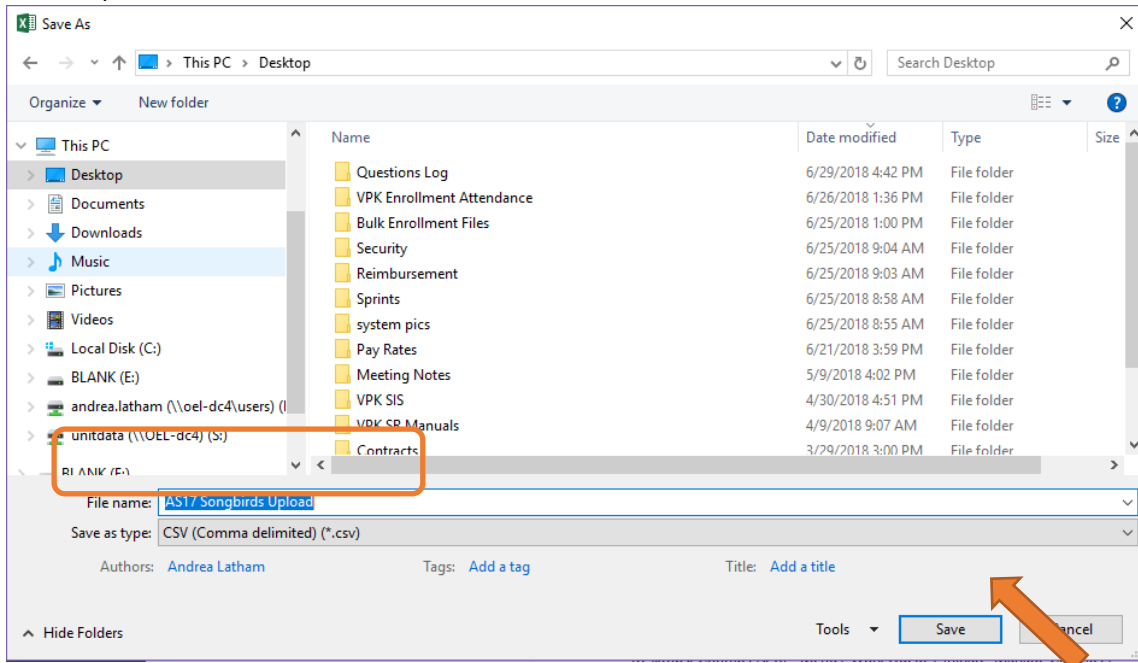 Save As
This PC > Desktop
Search Desktop
Organize
New folder
Name Date modified Type Size
This PC
Desktop
Documents
Downloads
Music
Pictures
Videos
Local Disk (C:)
BLANK (E:)
andrea.latham (\\oel-dc4\users) (I
unitdata (\\OEL-dc4) (S:)
BLANK (E:)
Questions Log 6/29/2018 4:42 PM File folder
VPK Enrollment Attendance 6/26/2018 1:36 PM File folder
Bulk Enrollment Files 6/25/2018 1:00 PM File folder
Security 6/25/2018 9:04 AM File folder
Reimbursement 6/25/2018 9:03 AM File folder
Sprints 6/25/2018 8:58 AM File folder
system pics 6/25/2018 8:55 AM File folder
Pay Rates 6/21/2018 3:59 PM File folder
Meeting Notes 5/9/2018 4:02 PM File folder
VPK SIS 4/30/2018 4:51 PM File folder
VPK SR Manuals 4/9/2018 9:07 AM File folder
Contracts 3/29/2018 3:00 PM File folder
File name: AS17 Songbirds Upload
Save as type: CSV (Comma delimited) (*.csv)
Authors: Andrea Latham Tags: Add a tag Title: Add a title
Hide Folders Tools Save Cancel